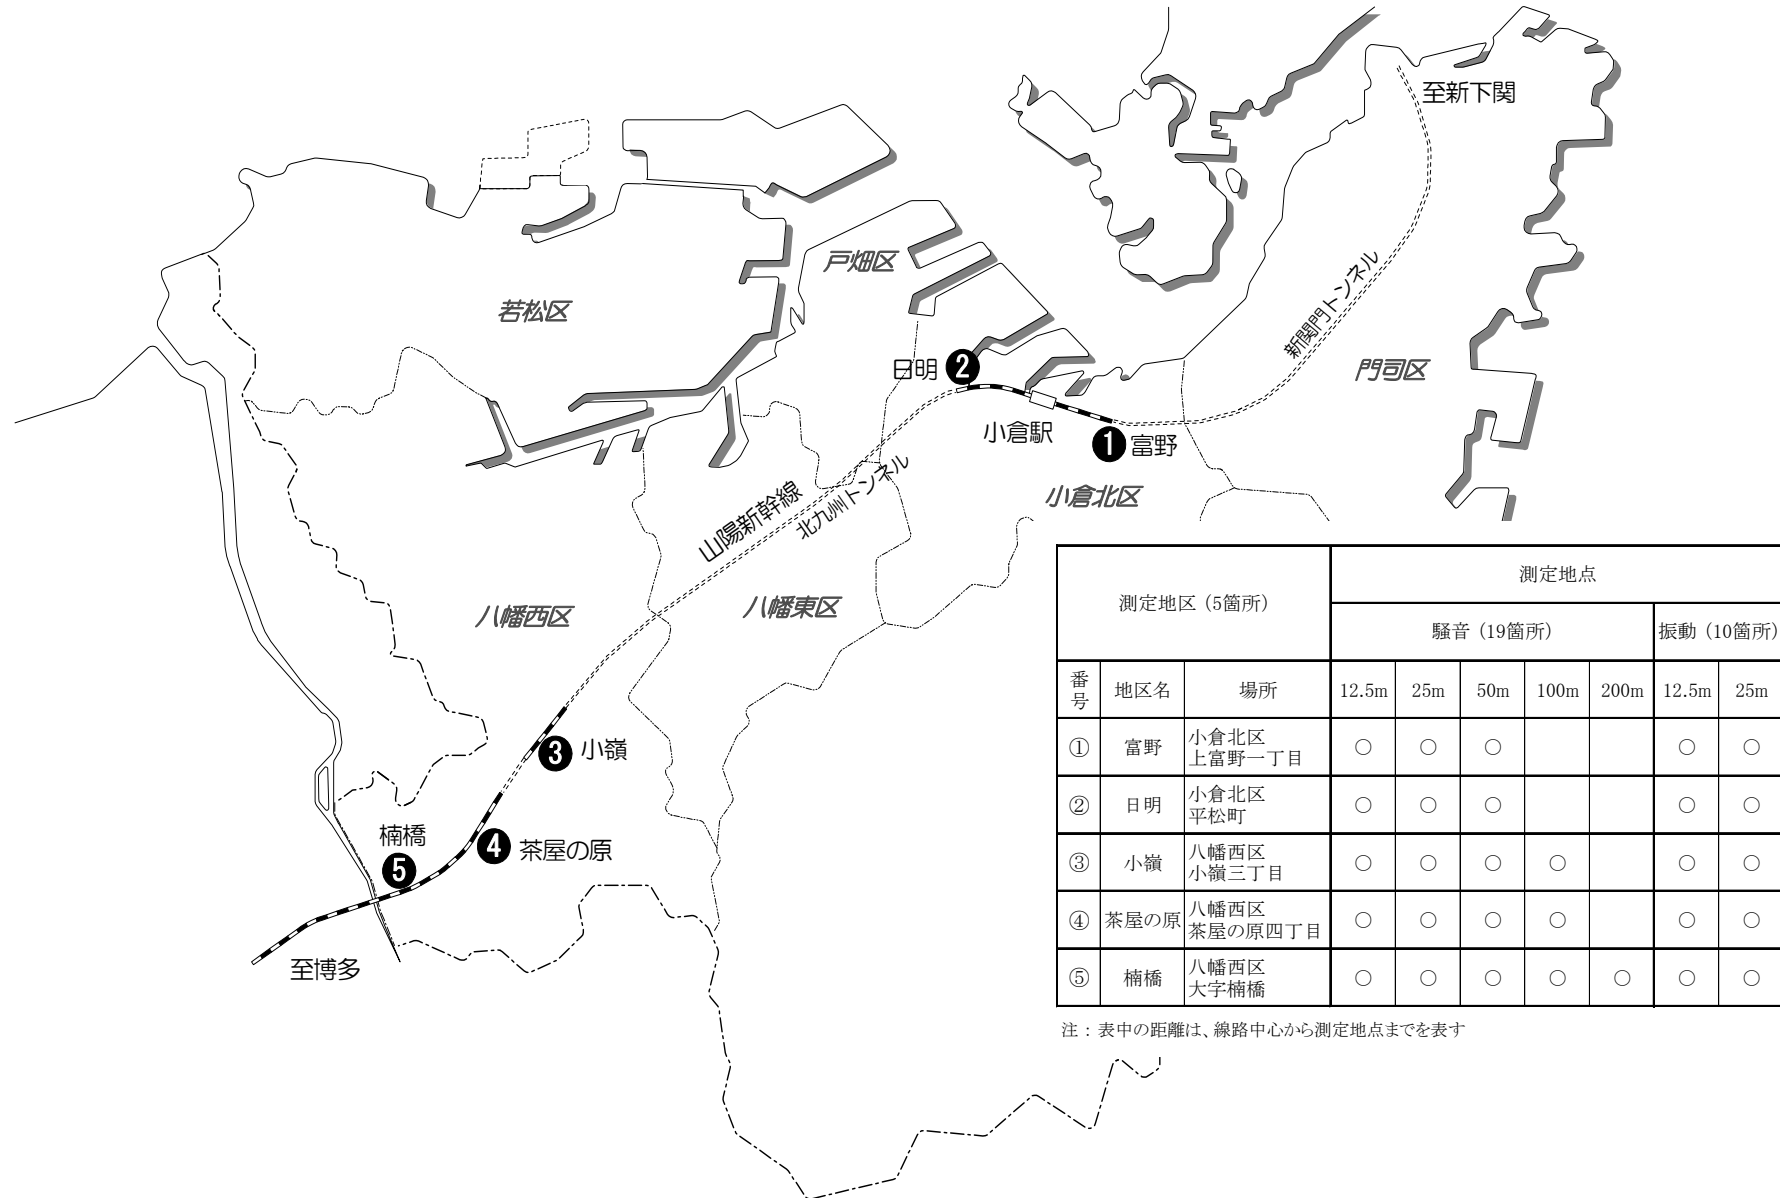 至新下関
戸畑区
若松区
新関門トンネル
日明
2
門司区
小倉駅
1
富野
山陽新幹線
北九州トンネル
小倉北区
八幡西区
八幡東区
3
小嶺
楠橋
4
茶屋の原
5
至博多
測定地区 (5箇所)
測定地点
騒音 (19箇所)
振動 (10箇所)
番号 地区名 場所 12.5m 25m 50m 100m 200m 12.5m 25m
① 富野 小倉北区 ○ ○ ○ ○ ○
上富野一丁目
② 日明 小倉北区 ○ ○ ○ ○ ○
平松町
③ 小嶺 八幡西区 ○ ○ ○ ○ ○ ○
小嶺三丁目
④ 茶屋の原 八幡西区 ○ ○ ○ ○ ○ ○
茶屋の原四丁目
⑤ 楠橋 八幡西区 ○ ○ ○ ○ ○ ○ ○
大字楠橋
注 : 表中の距離は、線路中心から測定地点までを表す